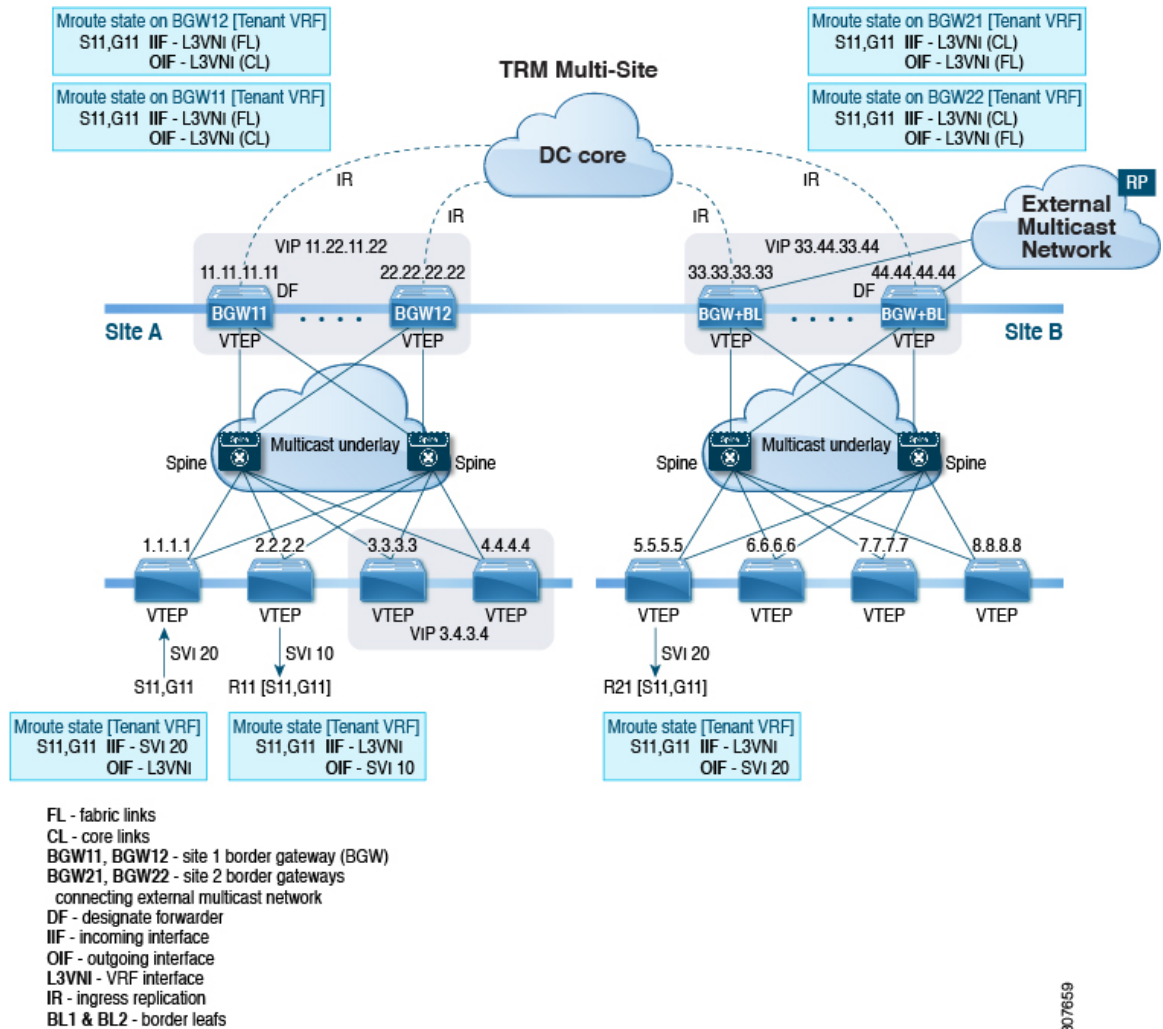 Mroute state on BGW12 [Tenant VRF]
S11,G11 IIF - L3VNI (FL)
OIF - L3VNI (CL)
Mroute state on BGW11 [Tenant VRF]
S11,G11 IIF - L3VNI (FL)
OIF - L3VNI (CL)
TRM Multi-Site
DC core
Mroute state on BGW21 [Tenant VRF]
S11,G11 IIF - L3VNI (CL)
OIF - L3VNI (FL)
Mroute state on BGW22 [Tenant VRF]
S11,G11 IIF - L3VNI (CL)
OIF - L3VNI (FL)
IR
IR
IR
IR
RP
External
Multicast
Network
VIP 11.22.11.22
11.11.11.11
22.22.22.22
DF
BGW11
BGW12
VTEP
VTEP
Site A
VIP 33.44.33.44
33.33.33.33
44.44.44.44
DF
BGW+BL
BGW+BL
VTEP
VTEP
Site B
Spine
Spine
Multicast underlay
Spine
Spine
Spine
Spine
Multicast underlay
Spine
Spine
1.1.1.1
2.2.2.2
3.3.3.3
4.4.4.4
VTEP
VTEP
VTEP
VTEP
VIP 3.4.3.4
5.5.5.5
6.6.6.6
7.7.7.7
8.8.8.8
VTEP
VTEP
VTEP
VTEP
SVI 20
SVI 10
SVI 20
S11,G11
R11 [S11,G11]
R21 [S11,G11]
Mroute state [Tenant VRF]
S11,G11 IIF - SVI 20
OIF - L3VNI
Mroute state [Tenant VRF]
S11,G11 IIF - L3VNI
OIF - SVI 10
Mroute state [Tenant VRF]
S11,G11 IIF - L3VNI
OIF - SVI 20
FL - fabric links
CL - core links
BGW11, BGW12 - site 1 border gateway (BGW)
BGW21, BGW22 - site 2 border gateways
connecting external multicast network
DF - designate forwarder
IIF - incoming interface
OIF - outgoing interface
L3VNI - VRF interface
IR - ingress replication
BL1 & BL2 - border leafs
307659